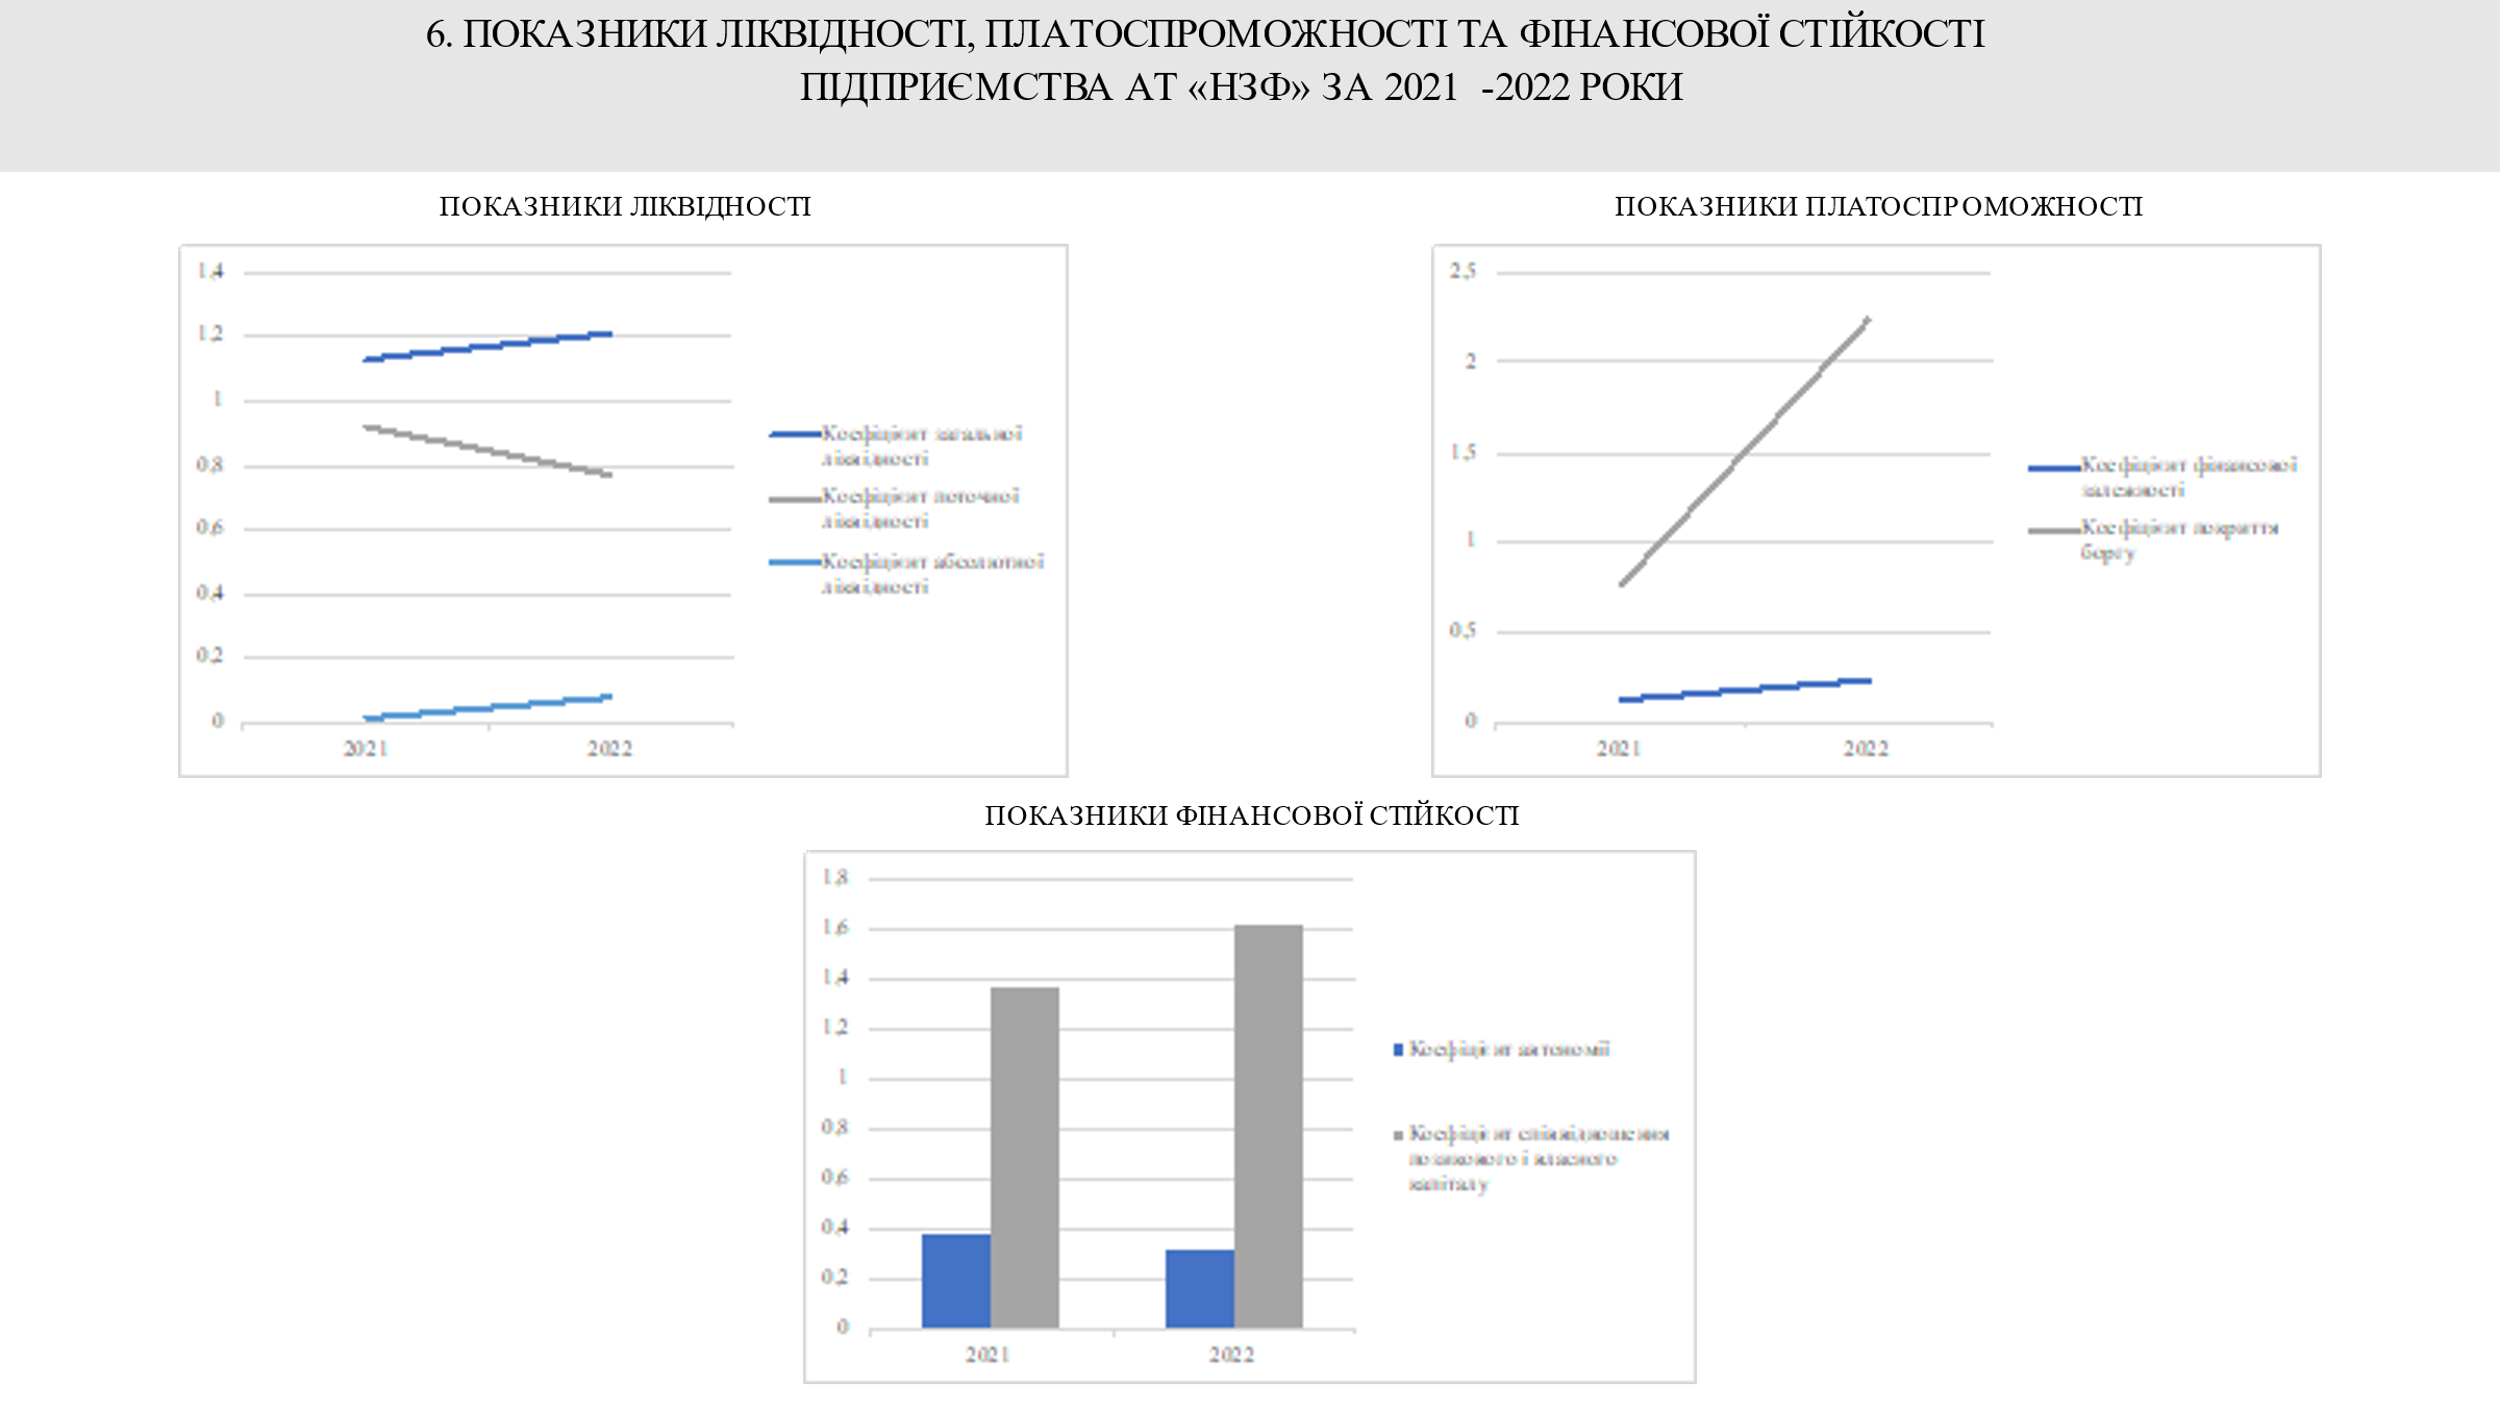 6. ПОКАЗНИКИ ЛІКВІДНОСТІ, ПЛАТОСПРОМОЖНОСТІ ТА ФІНАНСОВОЇ СТІЙКОСТІ
ПІДПРИЄМСТВА АТ «НЗФ» ЗА 2021 -2022 РОКИ
ПОКАЗНИКИ ЛІКВІДНОСТІ
1,4
1,2
1
0,8
0,6
0,4
0,2
0
2021
2022
Коефіцієнт загальної
ліквідності
Коефіцієнт поточної
ліквідності
Коефіцієнт абсолютної
ліквідності
ПОКАЗНИКИ ПЛАТОСПРОМОЖНОСТІ
2,5
2
1,5
1
0,5
0
2021
2022
Коефіцієнт фінансової
залежності
Коефіцієнт покриття
боргу
ПОКАЗНИКИ ФІНАНСОВОЇ СТІЙКОСТІ
1,8
1,6
1,4
1,2
1
0,8
0,6
0,4
0,2
0
2021
2022
Коефіцієнт автономії
Коефіцієнт співвідношення
позикового і власного
капіталу